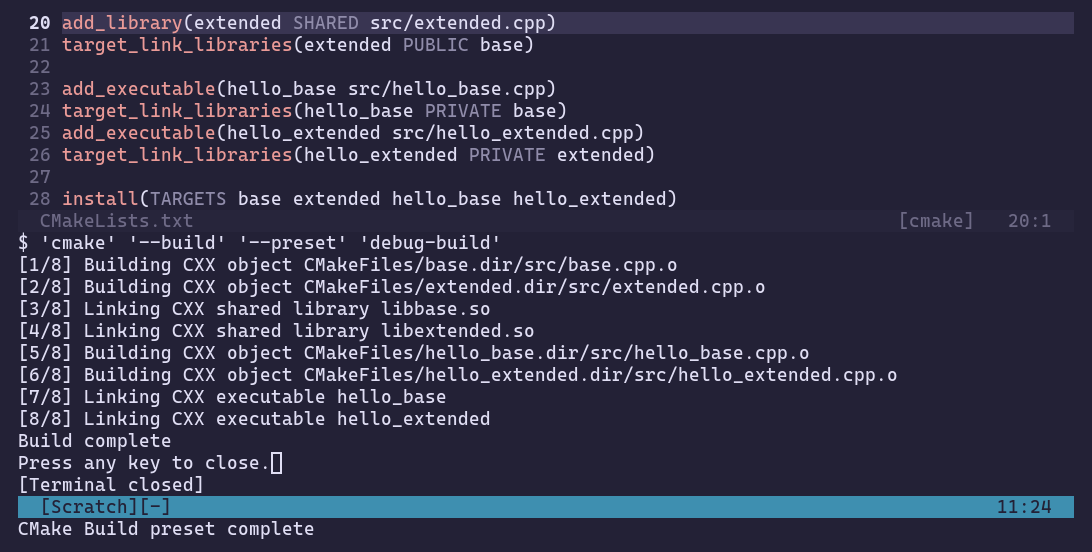 20 add_library(extended SHARED src/extended.cpp)
21 target_link_libraries(extended PUBLIC base)
22
23 add_executable(hello_base src/hello_base.cpp)
24 target_link_libraries(hello_base PRIVATE base)
25 add_executable(hello_extended src/hello_extended.cpp)
26 target_link_libraries(hello_extended PRIVATE extended)
27
28 install(TARGETS base extended hello_base hello_extended)
CMakeLists.txt [cmake] 20:1
$ 'cmake' '--build' '--preset' 'debug-build'
[1/8] Building CXX object CMakeFiles/base.dir/src/base.cpp.o
[2/8] Building CXX object CMakeFiles/extended.dir/src/extended.cpp.o
[3/8] Linking CXX shared library libbase.so
[4/8] Linking CXX shared library libextended.so
[5/8] Building CXX object CMakeFiles/hello_base.dir/src/hello_base.cpp.o
[6/8] Building CXX object CMakeFiles/hello_extended.dir/src/hello_extended.cpp.o
[7/8] Linking CXX executable hello_base
[8/8] Linking CXX executable hello_extended
Build complete
Press any key to close.
[Terminal closed]
[Scratch][-] 11:24
CMake Build preset complete